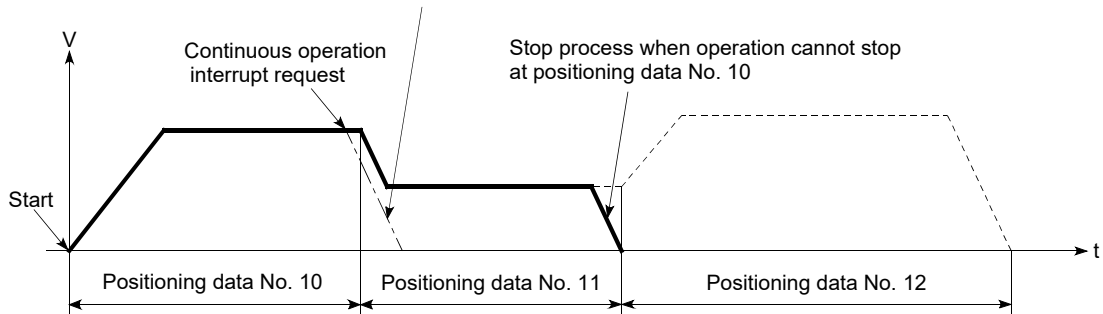 V
Continuous operation
interrupt request
Stop process when operation cannot stop
at positioning data No. 10
Start
t
Positioning data No. 10
Positioning data No. 11
Positioning data No. 12